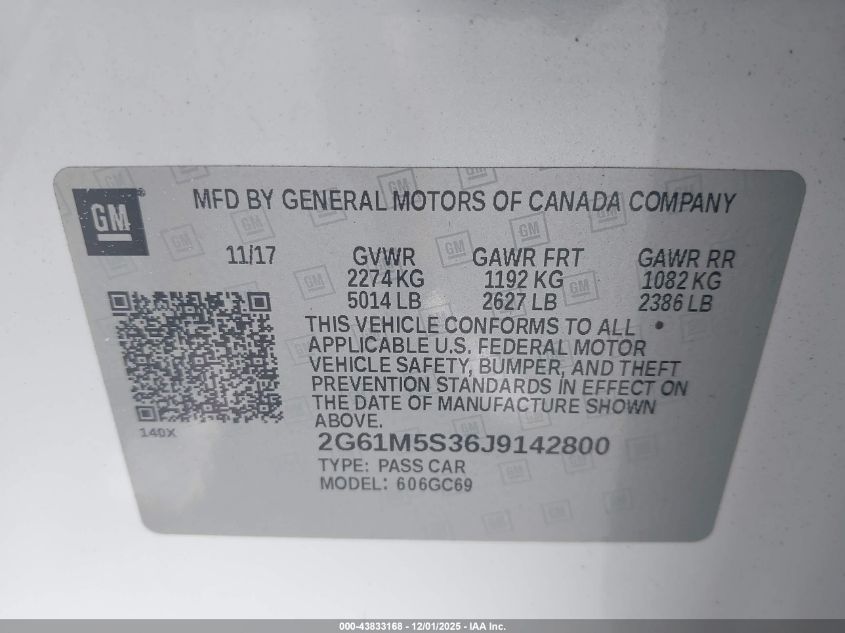 GM
MFD BY GENERAL MOTORS OF CANADA COMPANY
11/17 GVWR GAWR FRT GAWR RR
2274 KG 1192 KG 1082 KG
5014 LB 2627 LB 2386 LB
THIS VEHICLE CONFORMS TO ALL
APPLICABLE U.S. FEDERAL MOTOR
VEHICLE SAFETY, BUMPER, AND THEFT
PREVENTION STANDARDS IN EFFECT ON
THE DATE OF MANUFACTURE SHOWN
ABOVE.
140X
2G61M5S36J9142800
TYPE: PASS CAR
MODEL: 606GC69
000-43833168 - 12/01/2025 - IAA Inc.